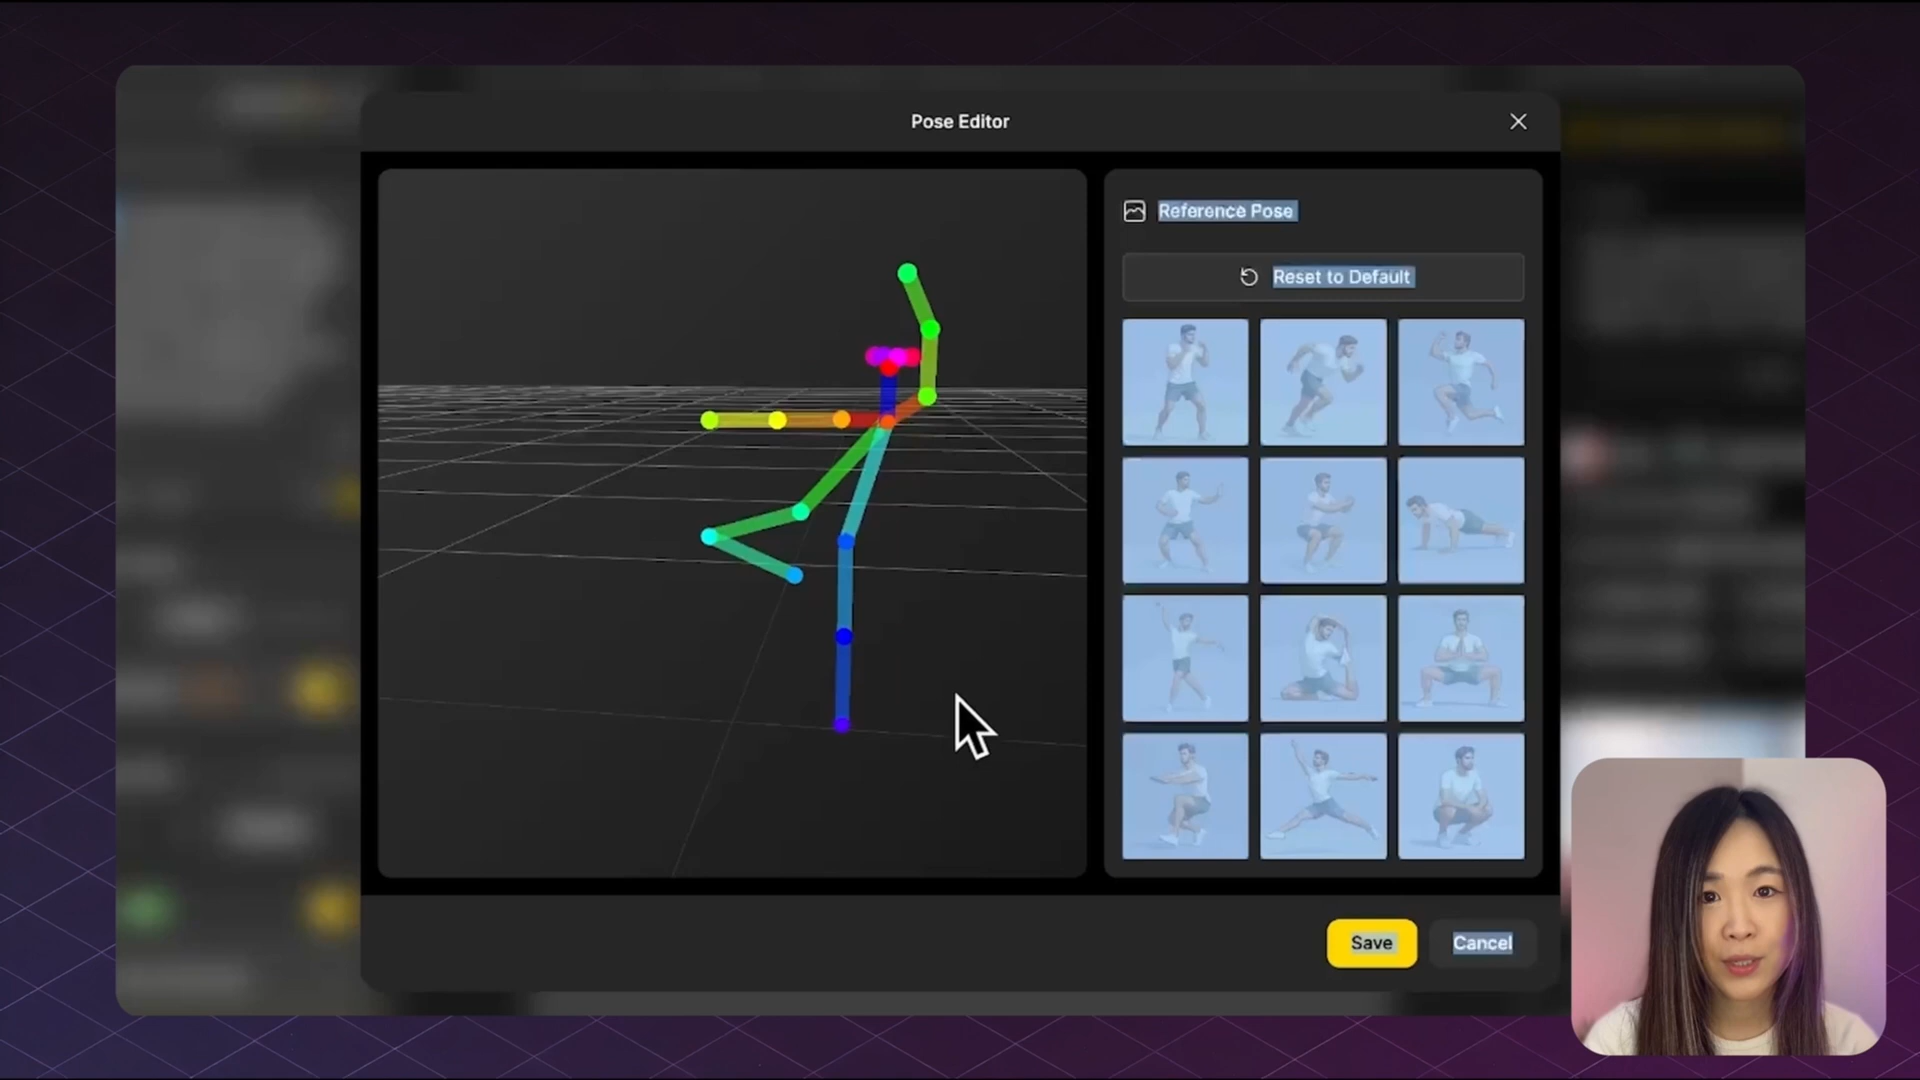 Pose Editor
Reference Pose
Reset to Default
Save
Cancel